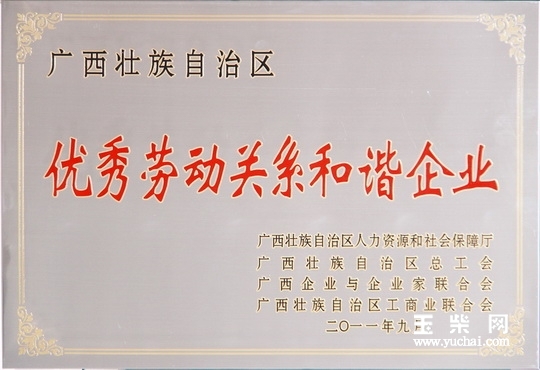 广西壮族自治区
优秀劳动关系和谐企业
广西壮族自治区人力资源和社会保障厅
广西壮族自治区总工会
广西企业与企业家联合会
广西壮族自治区工商业联合会
二〇一一年九月
玉柴网
www.yuchai.com